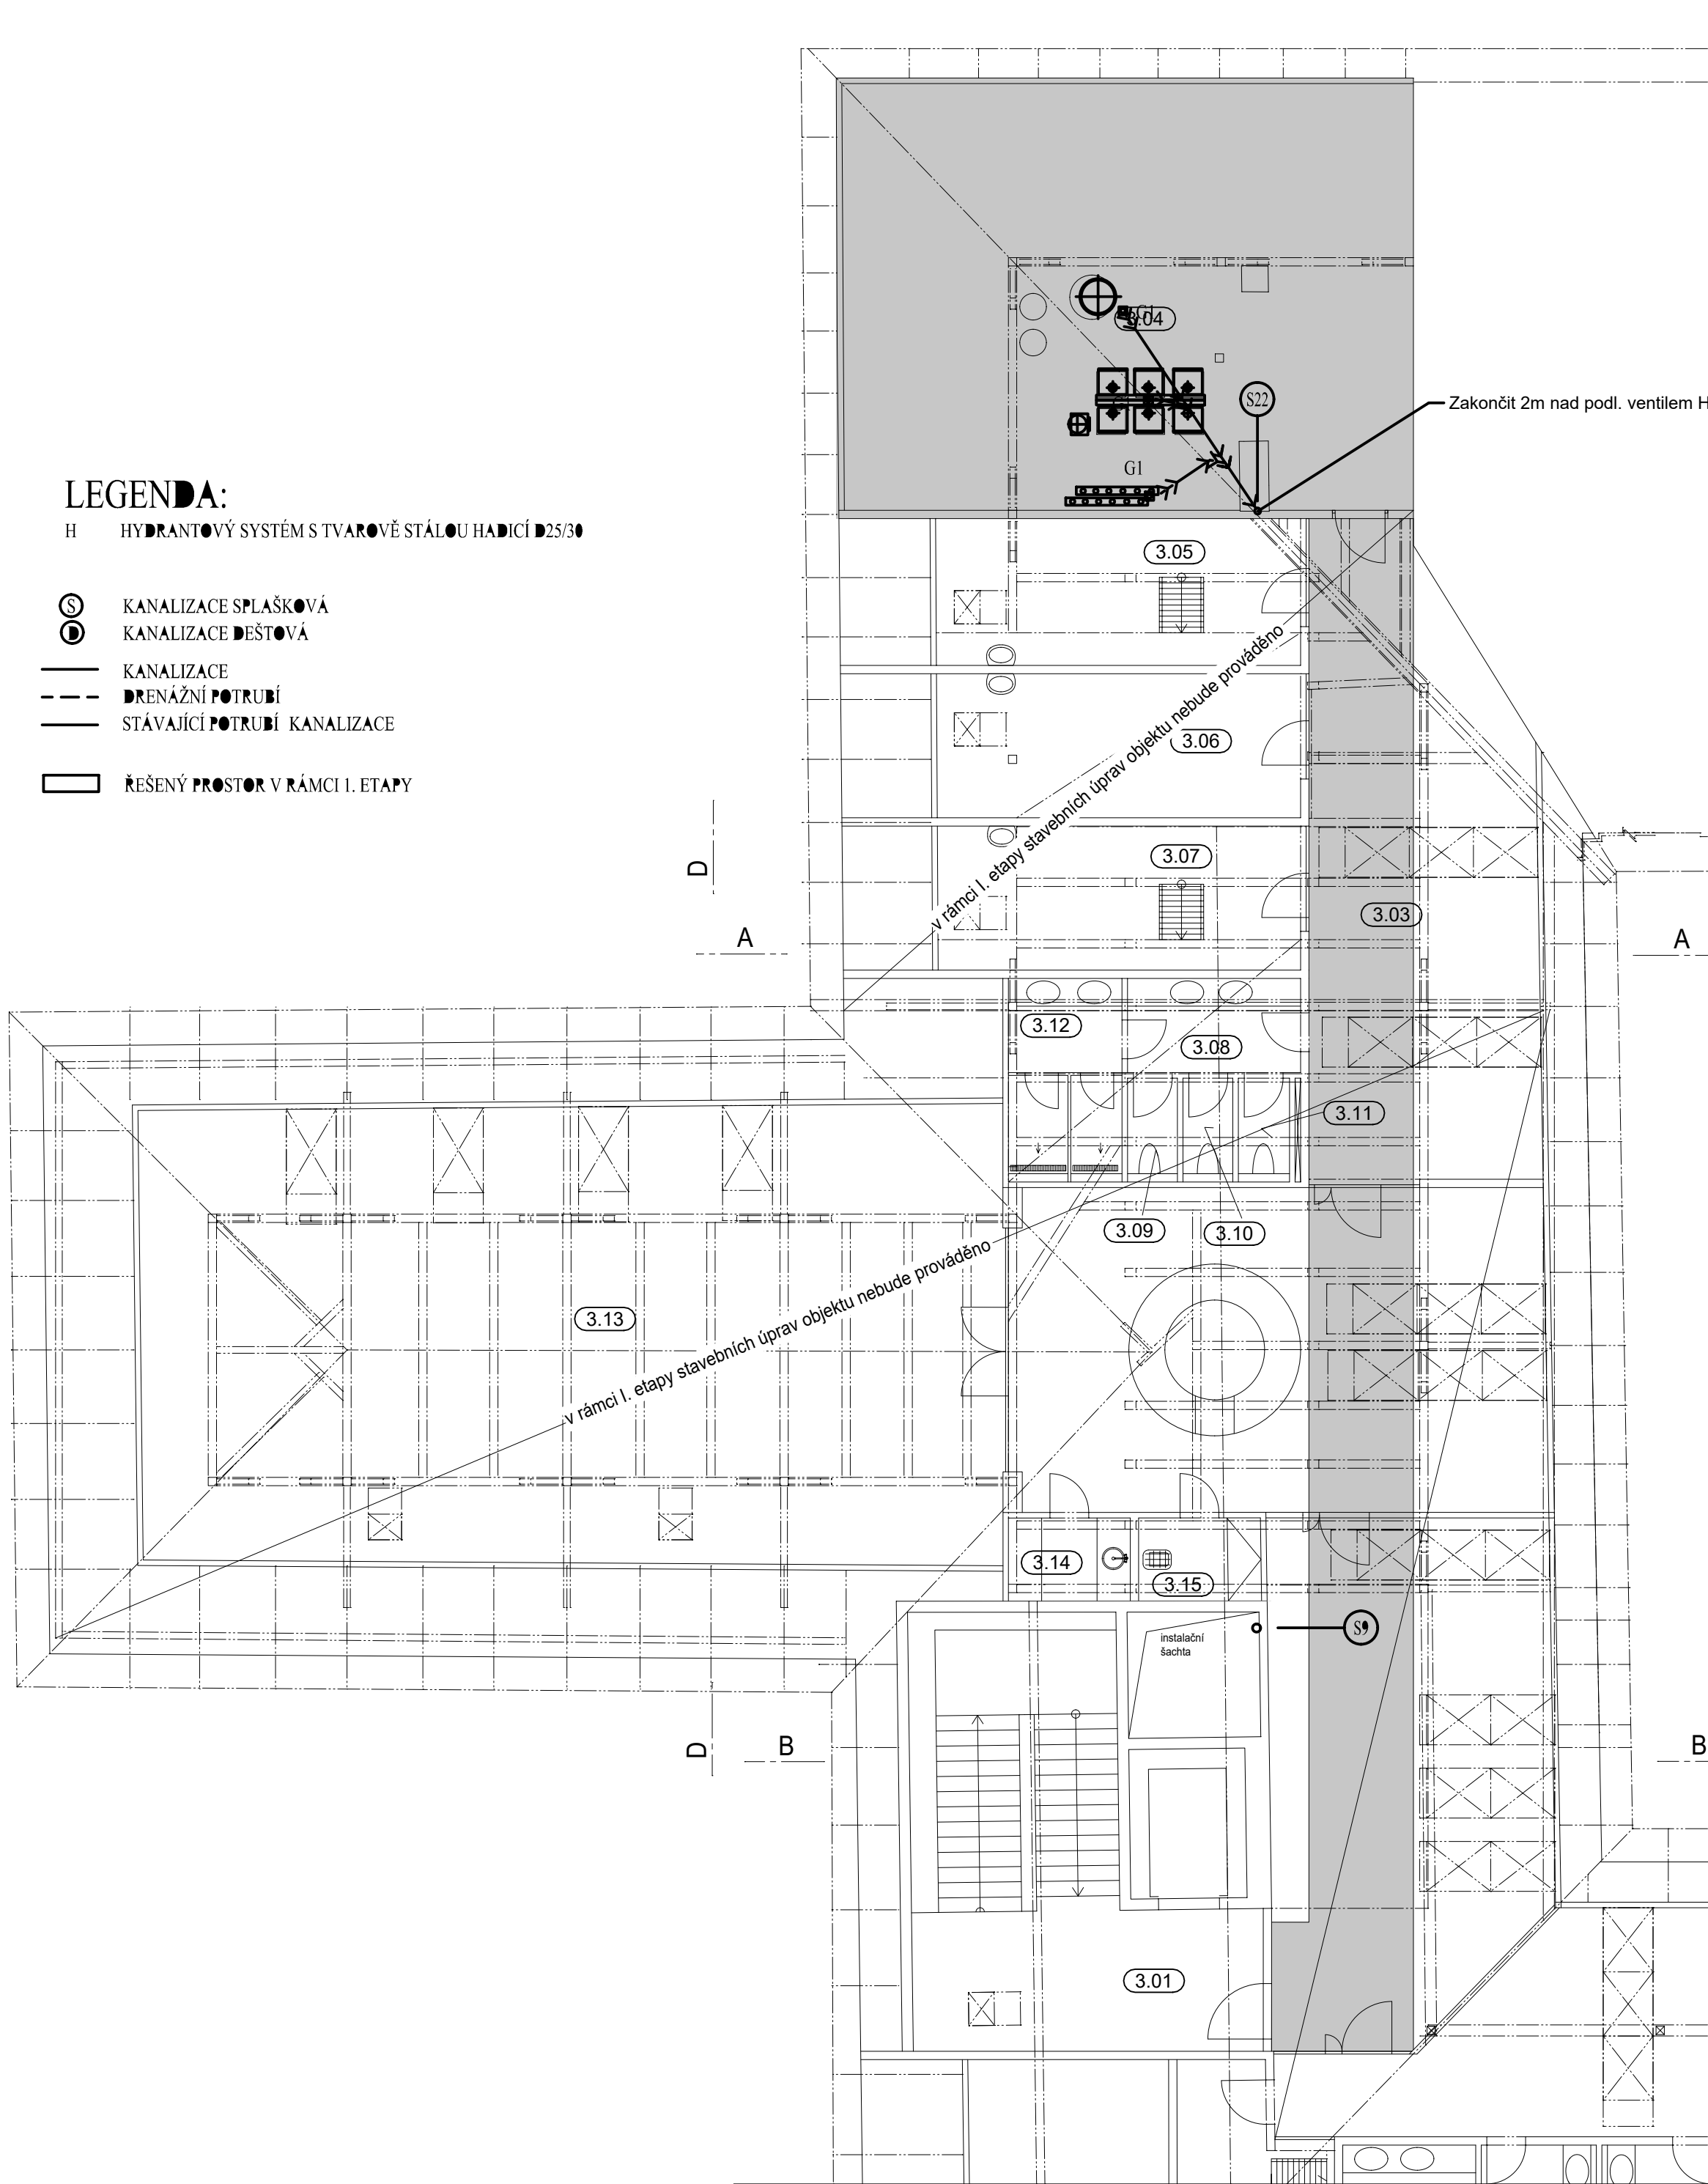 LEGENDA:
H HYDRANTOVÝ SYSTÉM S TVAROVĚ STÁLOU HADICÍ D25/30
S KANALIZACE SPLAŠKOVÁ
D KANALIZACE DEŠTOVÁ
KANALIZACE
DRENÁŽNÍ POTRUBÍ
STÁVAJÍCÍ POTRUBÍ KANALIZACE
ŘEŠENÝ PROSTOR V RÁMCI 1. ETAPY
G1
3.04
S22
Zakončit 2m nad podl. ventilem H
G1
3.05
v rámci I. etapy stavebních úprav objektu nebude prováděno
3.06
3.07
D
3.03
A
A
3.12
3.08
3.11
3.09
3.10
v rámci I. etapy stavebních úprav objektu nebude prováděno
3.13
3.14
3.15
instalační
šachta
S9
D
B
B
3.01